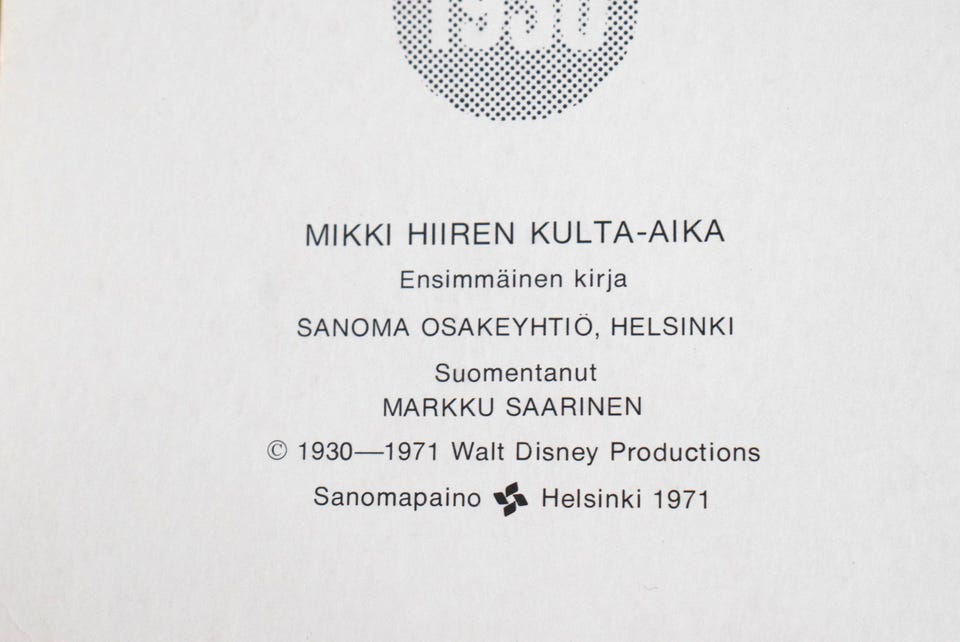 1930
MIKKI HIIREN KULTA-AIKA
Ensimmäinen kirja
SANOMA OSAKEYHTIÖ, HELSINKI
Suomentanut
MARKKU SAARINEN
© 1930—1971 Walt Disney Productions
Sanomapaino Helsinki 1971